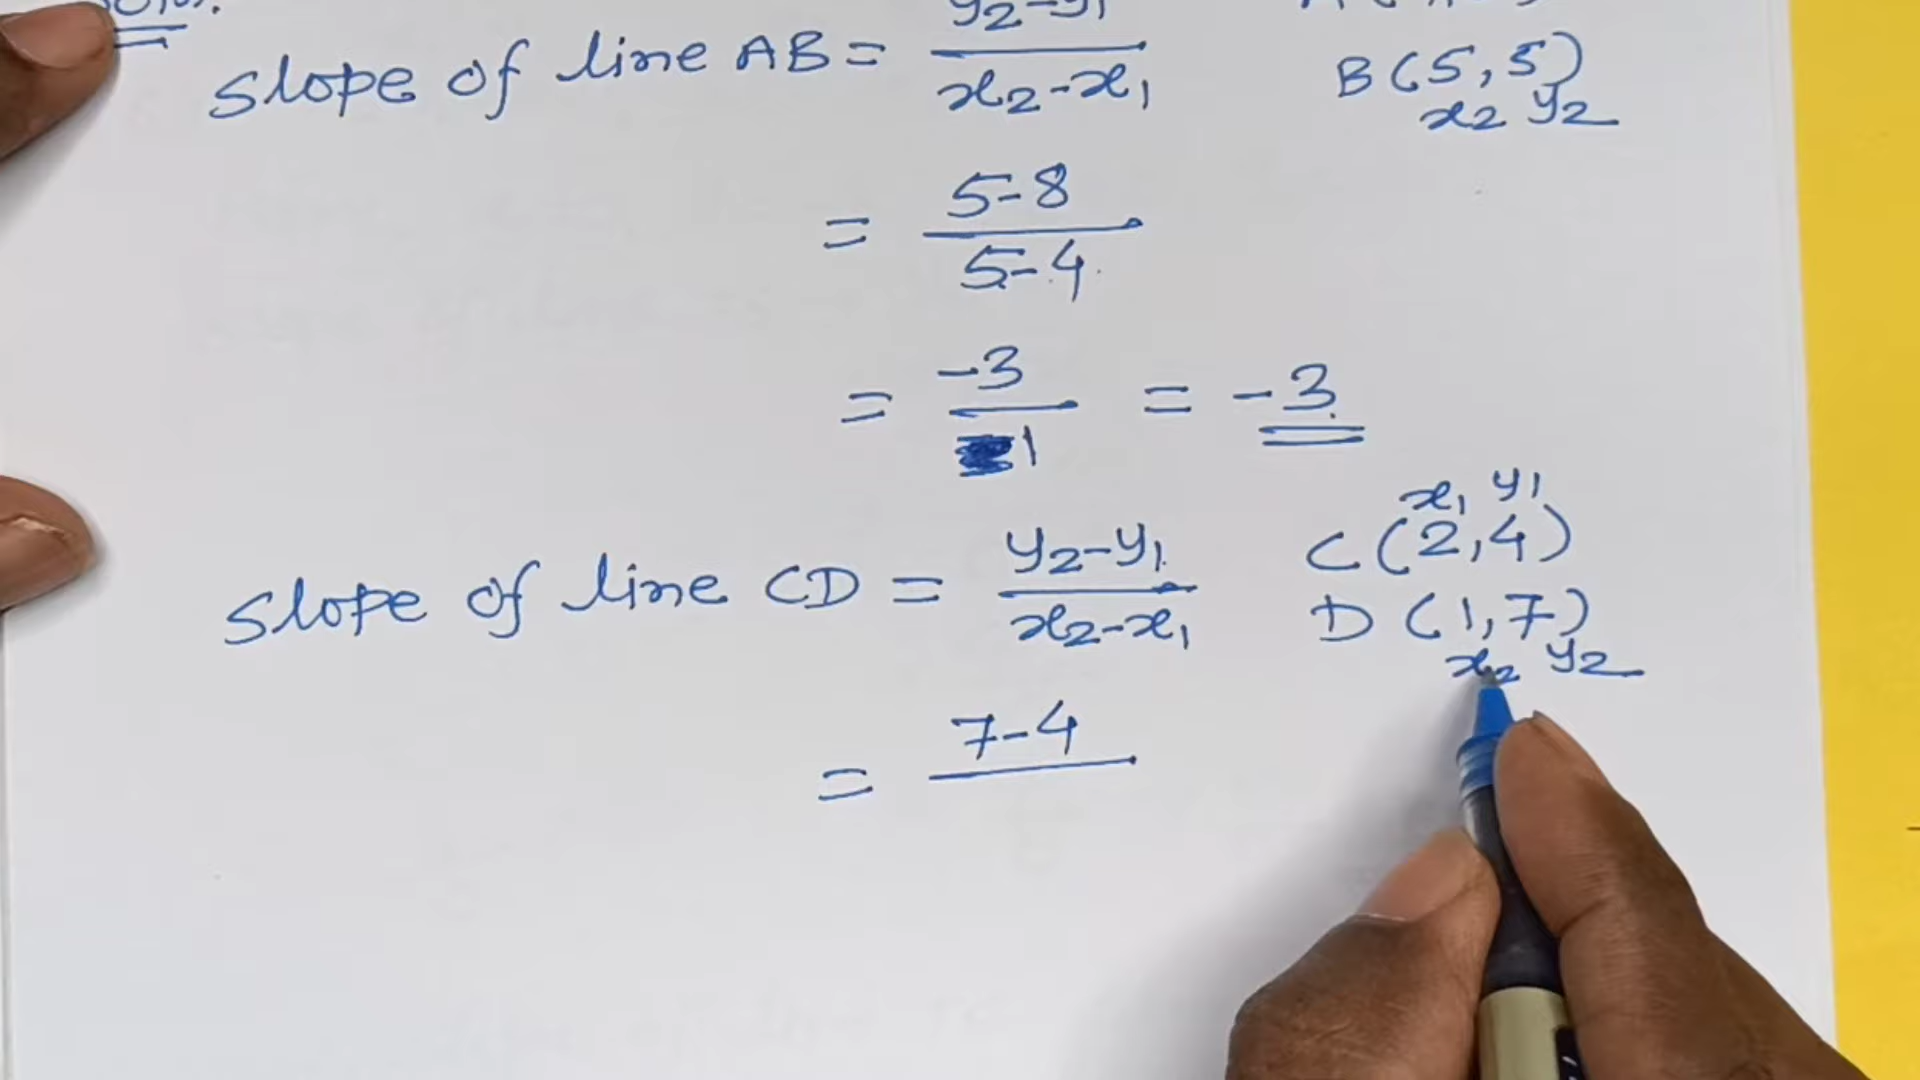 y2-y1
Slope of line AB = ―――
x2-x1
B(5,5)
x2 y2
= 5-8
5-4
= -3/1 = -3
x1 y1
Slope of line CD = y2-y1
x2-x1
C(2,4)
D(1,7)
x2 y2
= 7-4